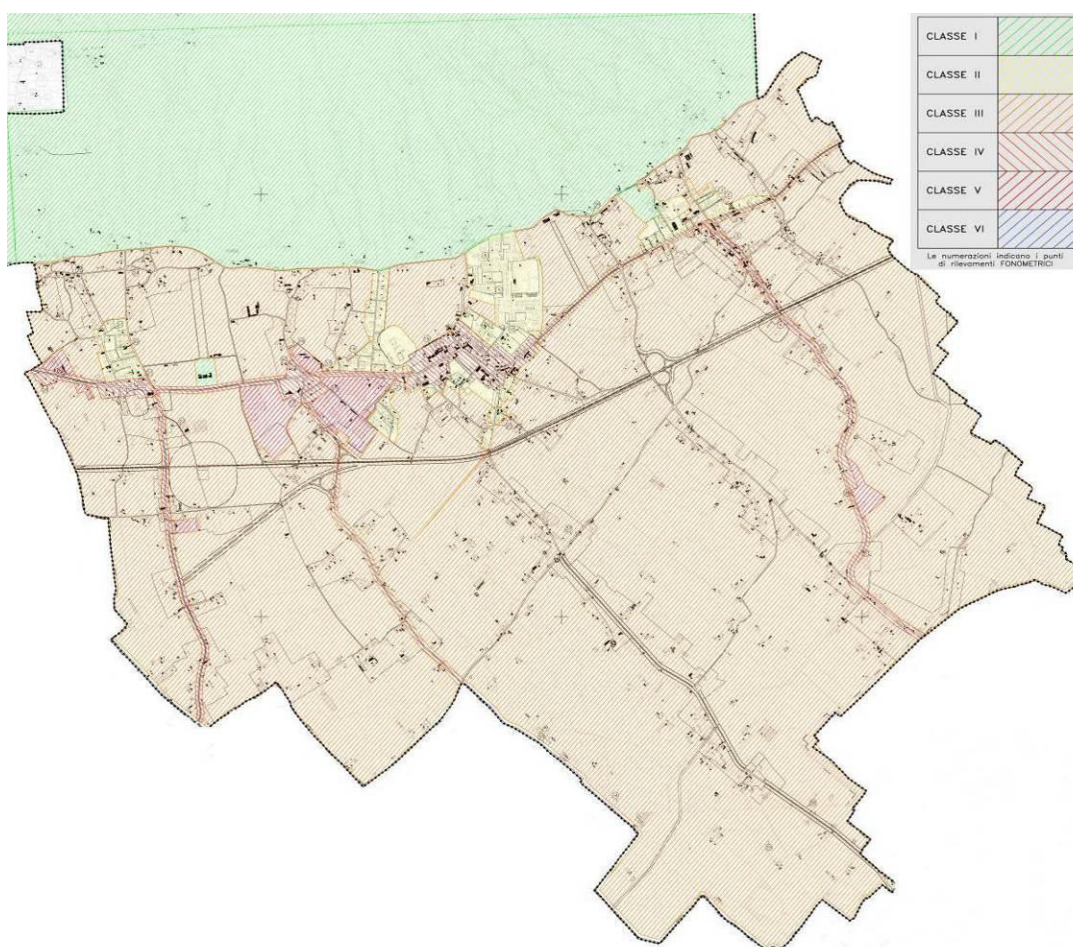 CLASSE I
CLASSE II
CLASSE III
CLASSE IV
CLASSE V
CLASSE VI
Le numerazioni indicano i punti
di rilevamenti FONOMETRICI